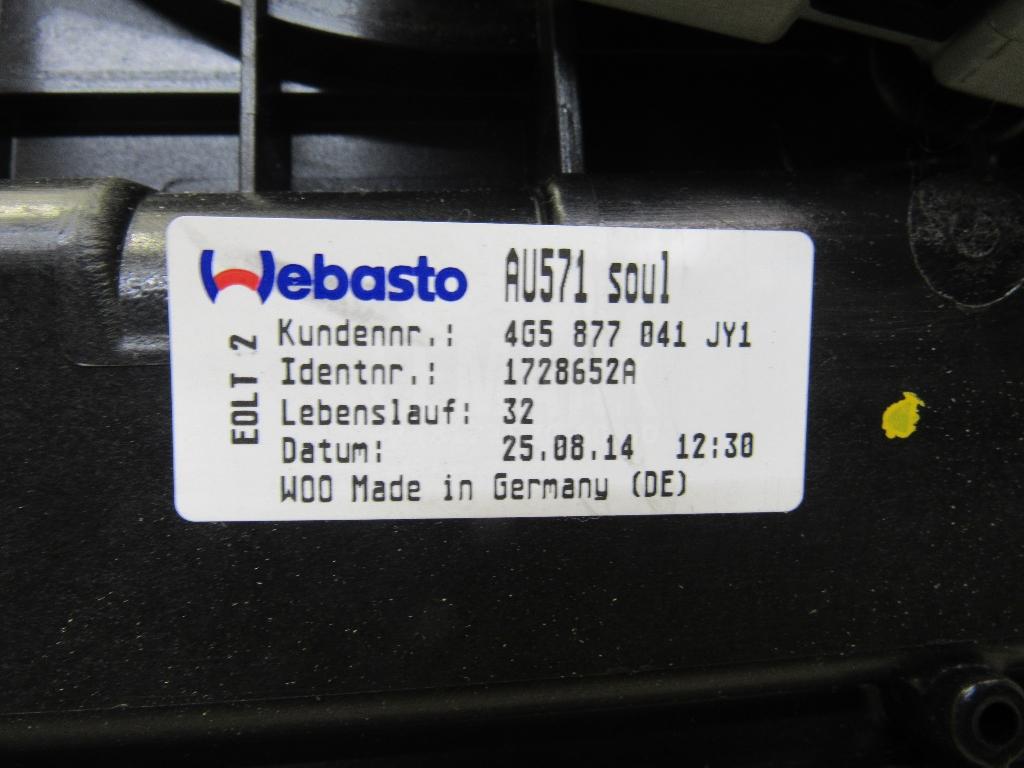 Webasto AU571 soul
Kundennr.: 4G5 877 041 JY1
Identnr.: 1728652A
Lebenslauf: 32
Datum: 25.08.14 12:30
WOO Made in Germany (DE)
EOLT 2